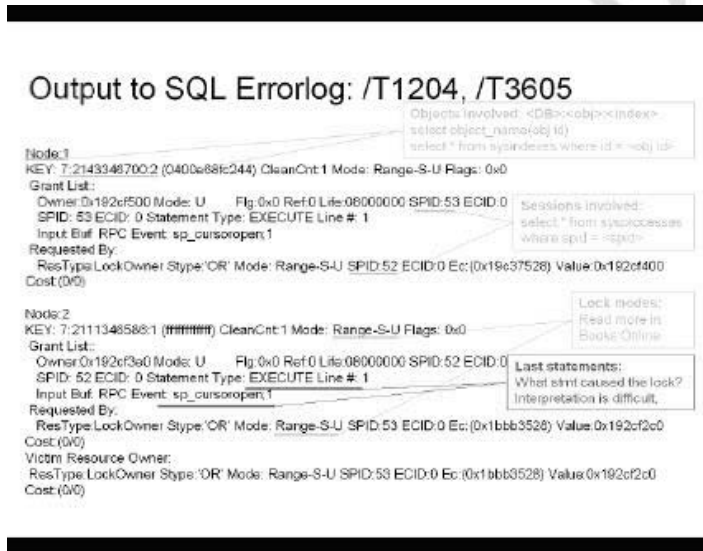 Output to SQL Errorlog: /T1204, /T3605
Objects involved: <DB>:<obj>:<index>
select object_name(obj id)
select * from sysindexes where id = <obj id>
Node:1
KEY: 7:2143346700:2 (0400e68fc244) CleanCnt:1 Mode: Range-S-U Flags: 0x0
Grant List::
Owner:0x192cf500 Mode: U Flg:0x0 Ref:0 Life:08000000 SPID:53 ECID:0
SPID: 53 ECID: 0 Statement Type: EXECUTE Line #: 1
Input Buf: RPC Event: sp_cursoropen;1
Sessions involved:
select * from sysprocesses
where spid = <spid>
Requested By:
ResType:LockOwner Stype:'OR' Mode: Range-S-U SPID:52 ECID:0 Ec:(0x19c37528) Value:0x192cf400
Cost:(0/0)
Lock modes:
Read more in
Books Online
Node:2
KEY: 7:2111346586:1 (ffffffffffff) CleanCnt:1 Mode: Range-S-U Flags: 0x0
Grant List::
Owner:0x192cf3a0 Mode: U Flg:0x0 Ref:0 Life:08000000 SPID:52 ECID:0
SPID: 52 ECID: 0 Statement Type: EXECUTE Line #: 1
Input Buf: RPC Event: sp_cursoropen;1
Last statements:
What stmt caused the lock?
Interpretation is difficult,
Requested By:
ResType:LockOwner Stype:'OR' Mode: Range-S-U SPID:53 ECID:0 Ec:(0x1bbb3528) Value:0x192cf2c0
Cost:(0/0)
Victim Resource Owner:
ResType:LockOwner Stype:'OR' Mode: Range-S-U SPID:53 ECID:0 Ec:(0x1bbb3528) Value:0x192cf2c0
Cost:(0/0)